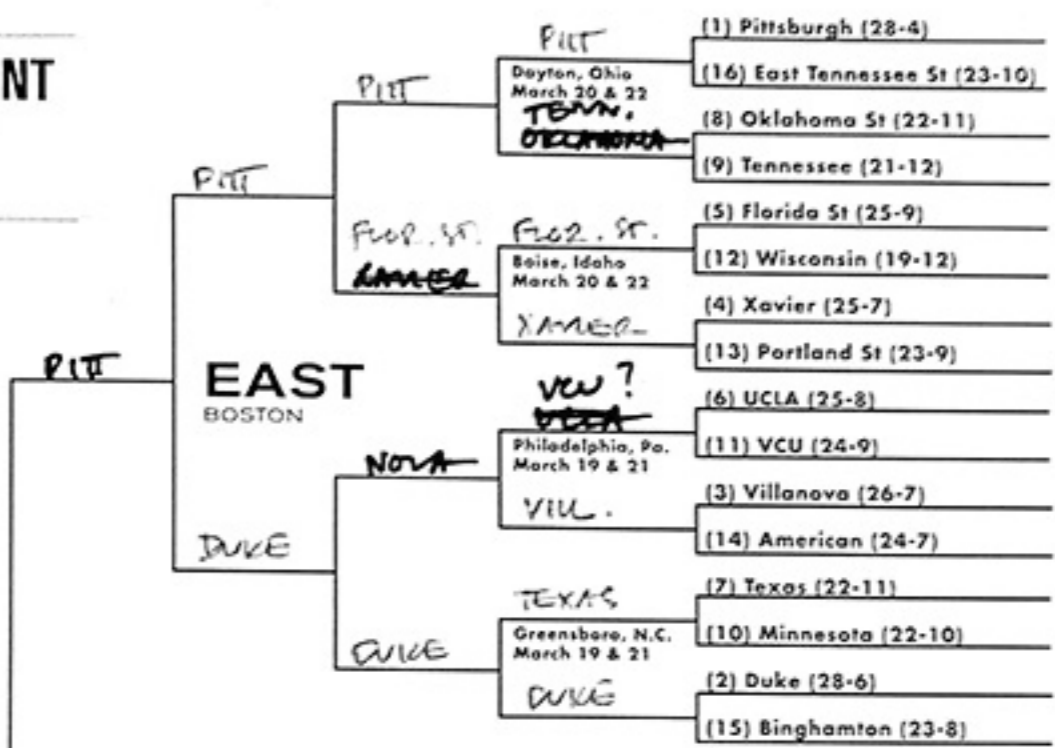 NT
(1) Pittsburgh (28-4)
PITT
(16) East Tennessee St (23-10)
Dayton, Ohio
March 20 & 22
PITT
TENN.
OKLAHOMA
(8) Oklahoma St (22-11)
(9) Tennessee (21-12)
PITT
(5) Florida St (25-9)
FLOR. ST.
FLOR. ST.
(12) Wisconsin (19-12)
Boise, Idaho
March 20 & 22
XAVIER
(4) Xavier (25-7)
XAVIER
(13) Portland St (23-9)
PITT
EAST
BOSTON
VCU?
UCLA
(6) UCLA (25-8)
(11) VCU (24-9)
Philadelphia, Pa.
March 19 & 21
NOVA
(3) Villanova (26-7)
VILL.
(14) American (24-7)
DUKE
(7) Texas (22-11)
TEXAS
(10) Minnesota (22-10)
Greensboro, N.C.
March 19 & 21
DUKE
(2) Duke (28-6)
DUKE
(15) Binghamton (23-8)